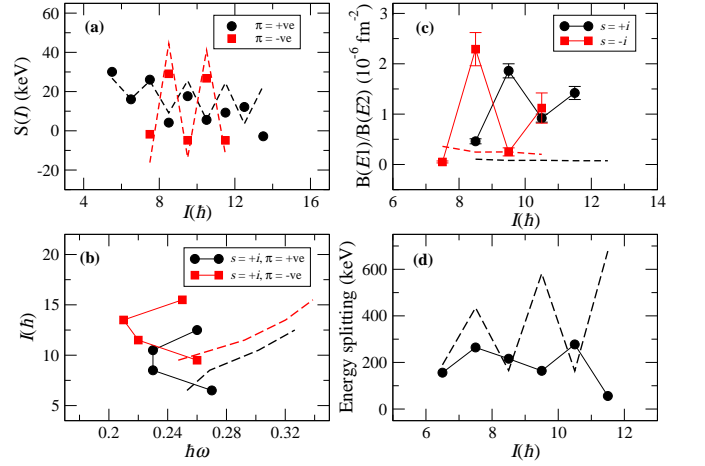 (a)
π = +ve
π = -ve
S(I) (keV)
60
40
20
0
-20
4
8
12
16
I(ħ)
(c)
s = +i
s = -i
B(E1)/B(E2) (10⁻⁶ fm⁻²)
3
2
1
0
6
8
10
12
14
I(ħ)
(b)
s = +i, π = +ve
s = +i, π = -ve
I(ħ)
20
15
10
5
0.2
0.24
0.28
0.32
ħω
(d)
Energy splitting (keV)
600
400
200
0
6
8
10
12
I(ħ)